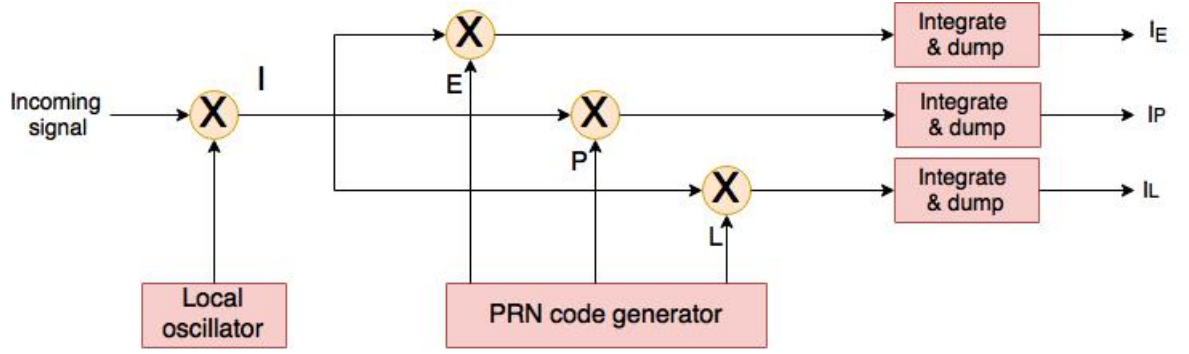 Integrate
& dump
IE
X
E
I
Incoming
signal
X
X
P
Integrate
& dump
IP
X
L
Integrate
& dump
IL
Local
oscillator
PRN code generator